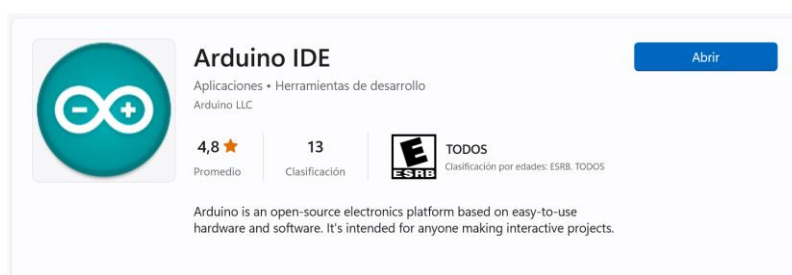 Arduino IDE
Abrir
Aplicaciones • Herramientas de desarrollo
Arduino LLC
4,8
Promedio
13
Clasificación
E
ESRB
TODOS
Clasificación por edades: ESRB. TODOS
Arduino is an open-source electronics platform based on easy-to-use
hardware and software. It's intended for anyone making interactive projects.